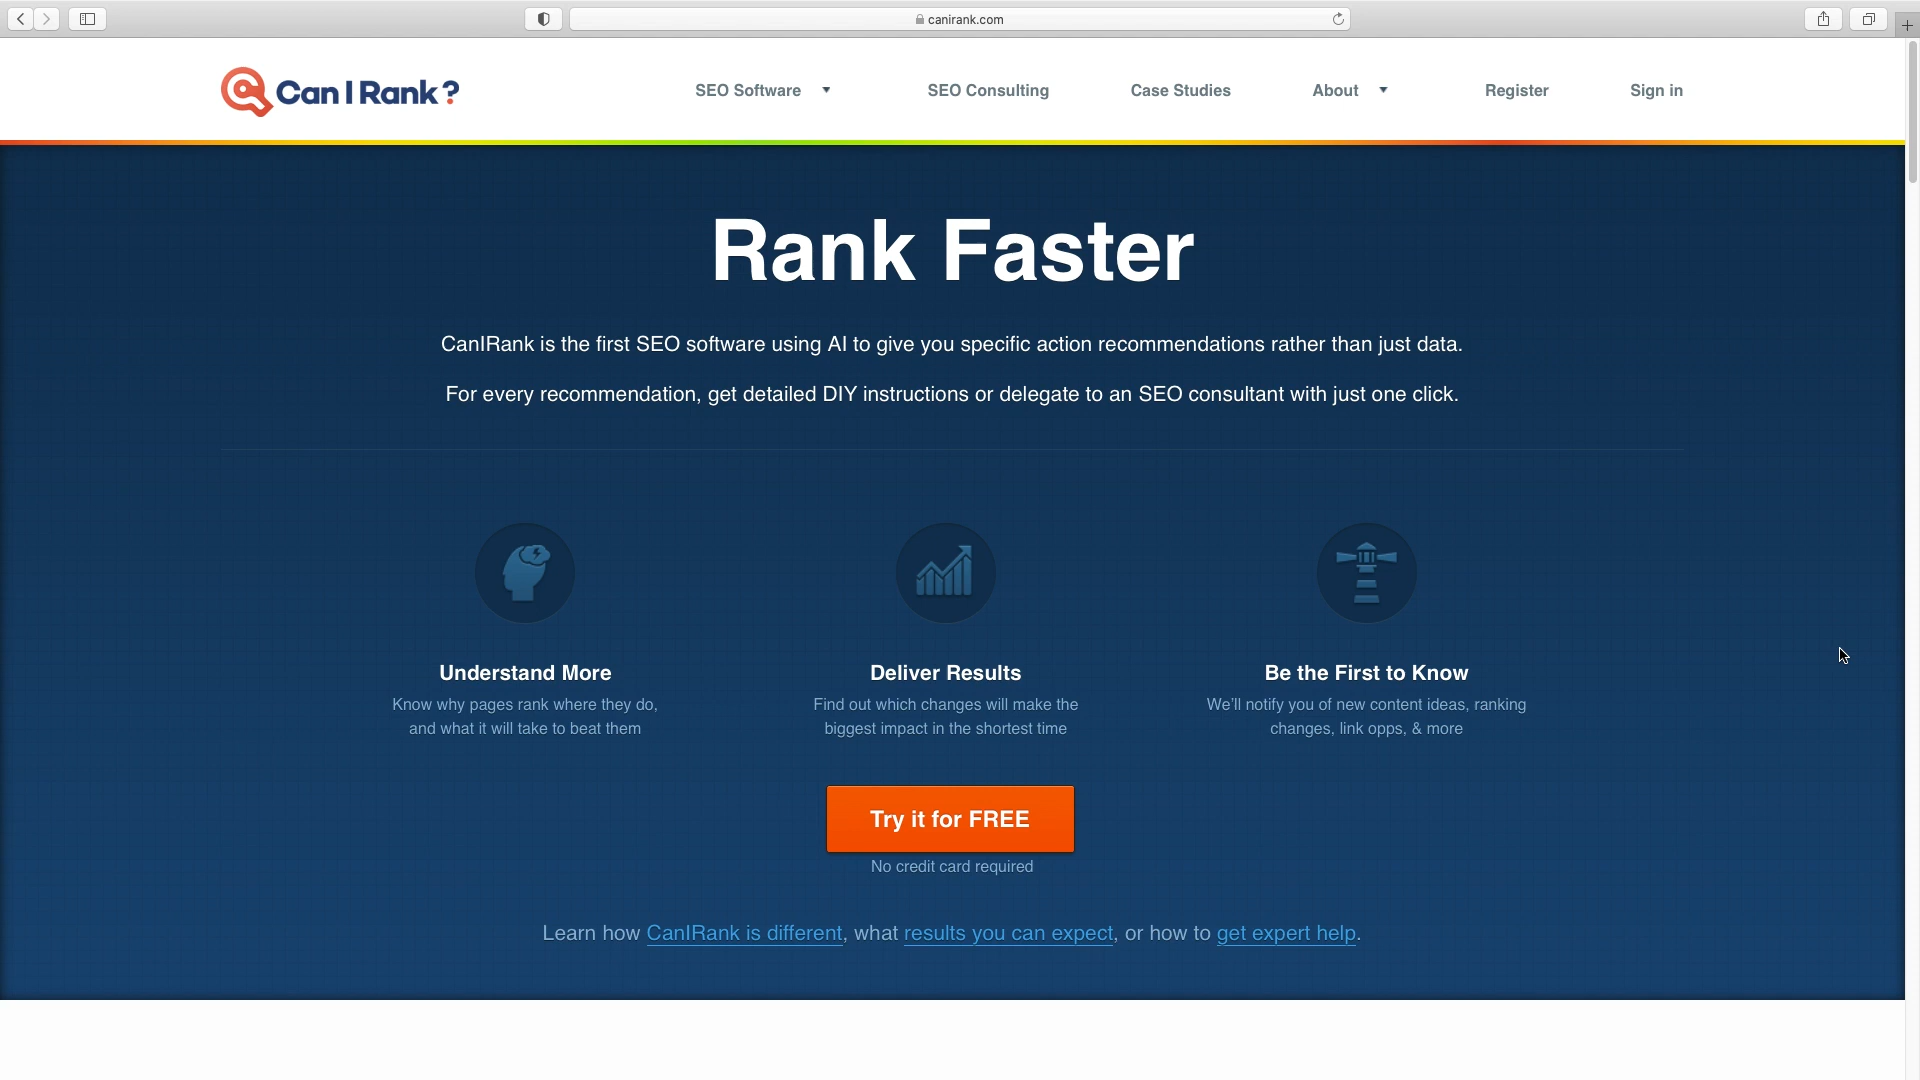 canirank.com
Can I Rank?
SEO Software
SEO Consulting
Case Studies
About
Register
Sign in
Rank Faster
CanIRank is the first SEO software using AI to give you specific action recommendations rather than just data.
For every recommendation, get detailed DIY instructions or delegate to an SEO consultant with just one click.
Understand More
Know why pages rank where they do,
and what it will take to beat them
Deliver Results
Find out which changes will make the
biggest impact in the shortest time
Be the First to Know
We'll notify you of new content ideas, ranking
changes, link opps, & more
Try it for FREE
No credit card required
Learn how CanIRank is different, what results you can expect, or how to get expert help.